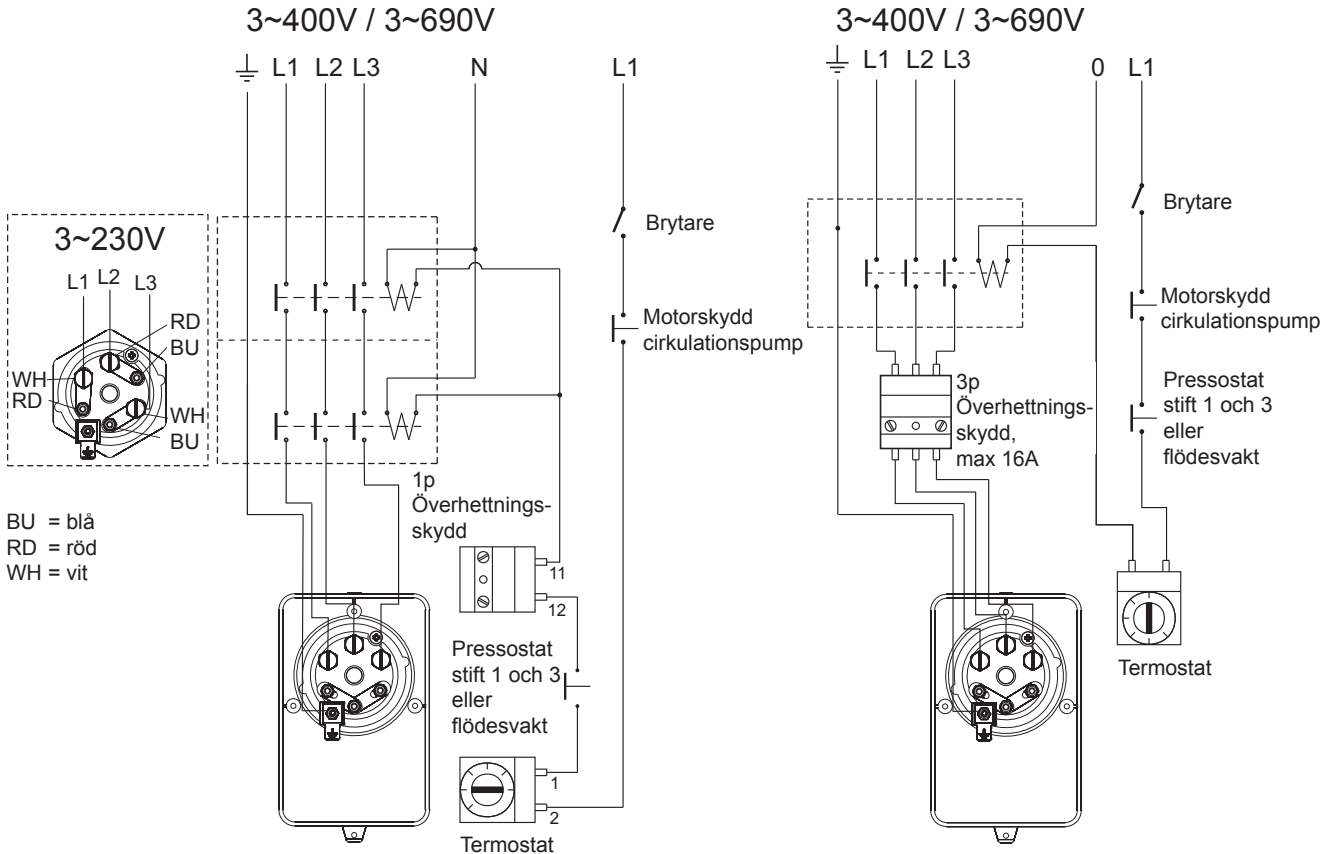 3~400V / 3~690V
L1 L2 L3 N L1
3~230V
L1 L2 L3
RD
BU
WH
RD
WH
BU
BU = blå
RD = röd
WH = vit
Brytare
Motorskydd
cirkulationspump
1p
Överhettnings-
skydd
11
12
Pressostat
stift 1 och 3
eller
flödesvakt
1
2
Termostat
3~400V / 3~690V
L1 L2 L3 0 L1
Brytare
Motorskydd
cirkulationspump
3p
Överhettnings-
skydd,
max 16A
Pressostat
stift 1 och 3
eller
flödesvakt
Termostat